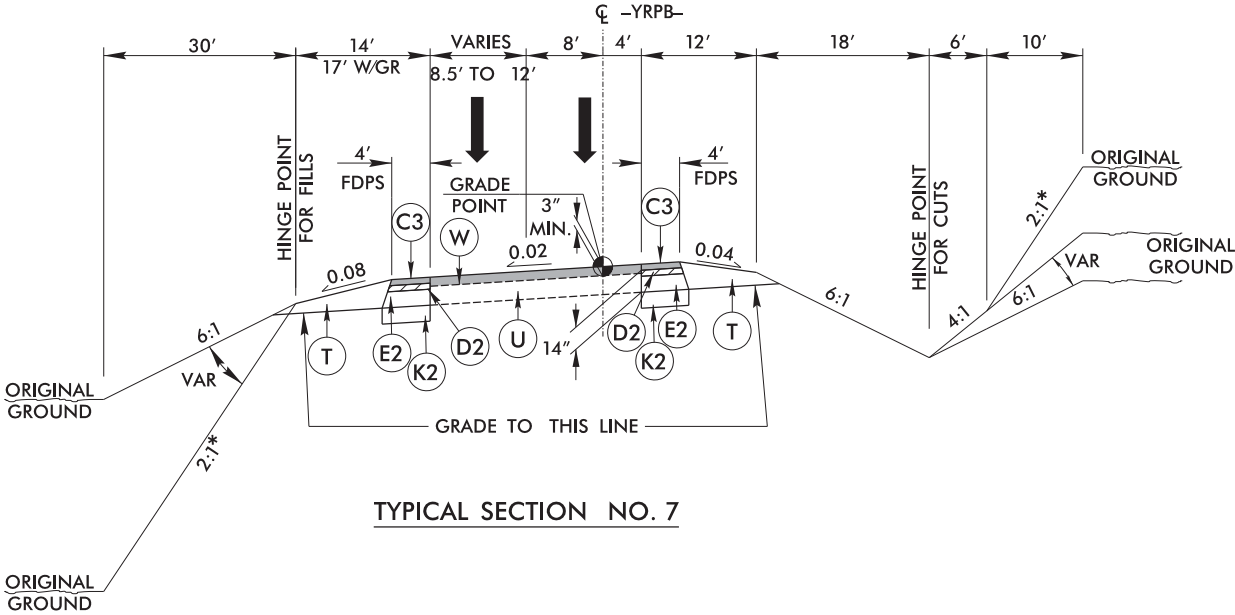 ℄ –YRPB–
30' 14' VARIES 8' 4' 12' 18' 6' 10'
17' W/GR 8.5' TO 12'
HINGE POINT
FOR FILLS
4'
FDPS
GRADE
POINT
3"
MIN.
4'
FDPS
HINGE POINT
FOR CUTS
ORIGINAL
GROUND
2:1*
ORIGINAL
GROUND
VAR
6:1
4:1
C3
W
C3
0.08
0.02
0.04
6:1
6:1
VAR
T
E2
K2
D2
U
14"
D2
K2
E2
T
ORIGINAL
GROUND
2:1*
GRADE TO THIS LINE
TYPICAL SECTION NO. 7
ORIGINAL
GROUND